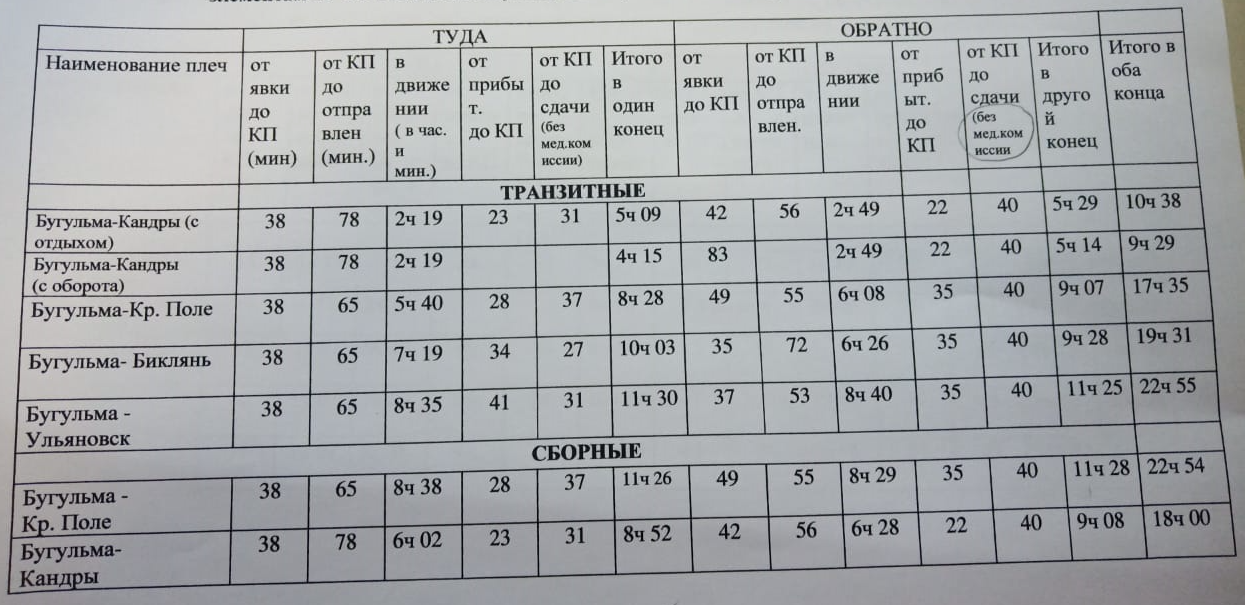 ТУДА ОБРАТНО
Наименование плеч от явки до КП (мин) от КП до отправлен (мин.) в движении ( в час. и мин.) от прибыт. до КП от КП до сдачи (без мед.комиссии) Итого в один конец от явки до КП от КП до отправлен. в движении от прибыт. до КП от КП до сдачи (без мед.комиссии Итого в другой конец Итого в оба конца
ТРАНЗИТНЫЕ
Бугульма-Кандры (с отдыхом) 38 78 2ч 19 23 31 5ч 09 42 56 2ч 49 22 40 5ч 29 10ч 38
Бугульма-Кандры (с оборота) 38 78 2ч 19 4ч 15 83 2ч 49 22 40 5ч 14 9ч 29
Бугульма-Кр. Поле 38 65 5ч 40 28 37 8ч 28 49 55 6ч 08 35 40 9ч 07 17ч 35
Бугульма- Биклянь 38 65 7ч 19 34 27 10ч 03 35 72 6ч 26 35 40 9ч 28 19ч 31
Бугульма - Ульяновск 38 65 8ч 35 41 31 11ч 30 37 53 8ч 40 35 40 11ч 25 22ч 55
СБОРНЫЕ
Бугульма - Кр. Поле 38 65 8ч 38 28 37 11ч 26 49 55 8ч 29 35 40 11ч 28 22ч 54
Бугульма- Кандры 38 78 6ч 02 23 31 8ч 52 42 56 6ч 28 22 40 9ч 08 18ч 00